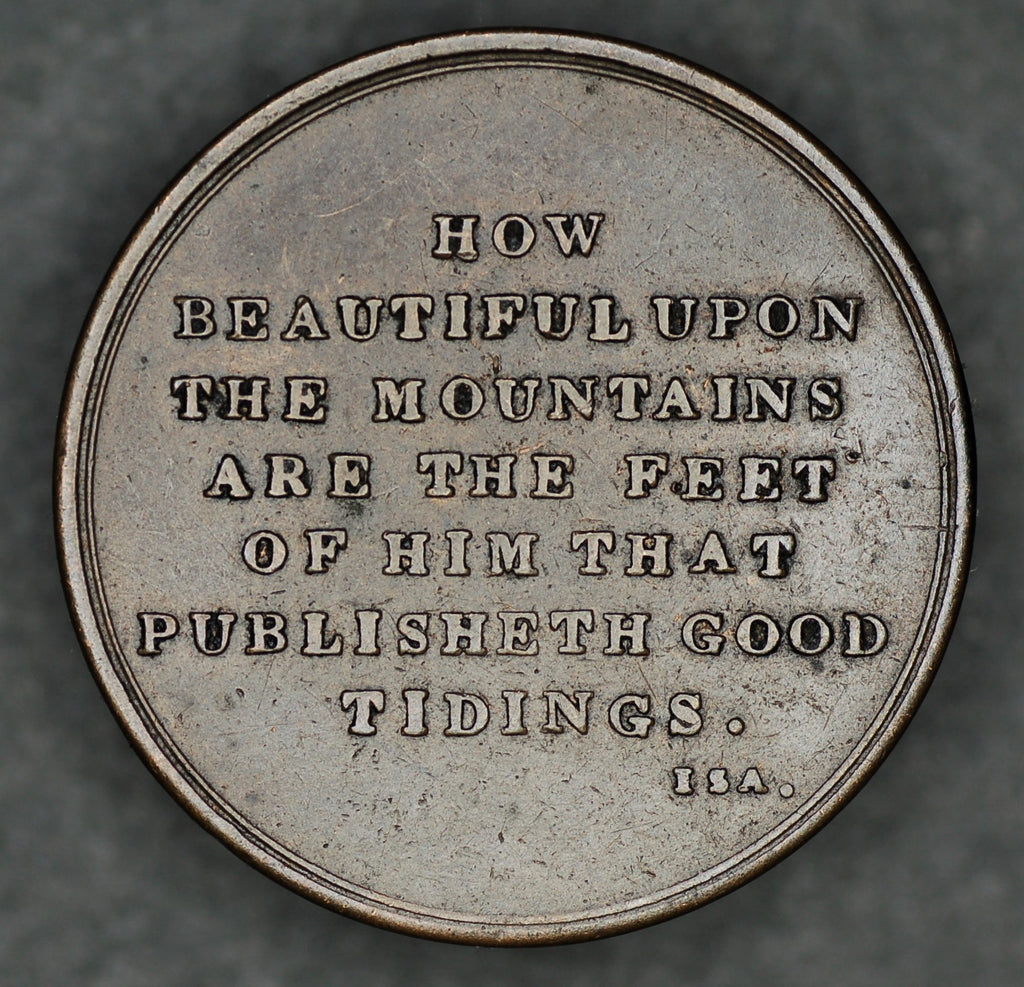 HOW
BEAUTIFUL UPON
THE MOUNTAINS
ARE THE FEET
OF HIM THAT
PUBLISHETH GOOD
TIDINGS.
ISA.